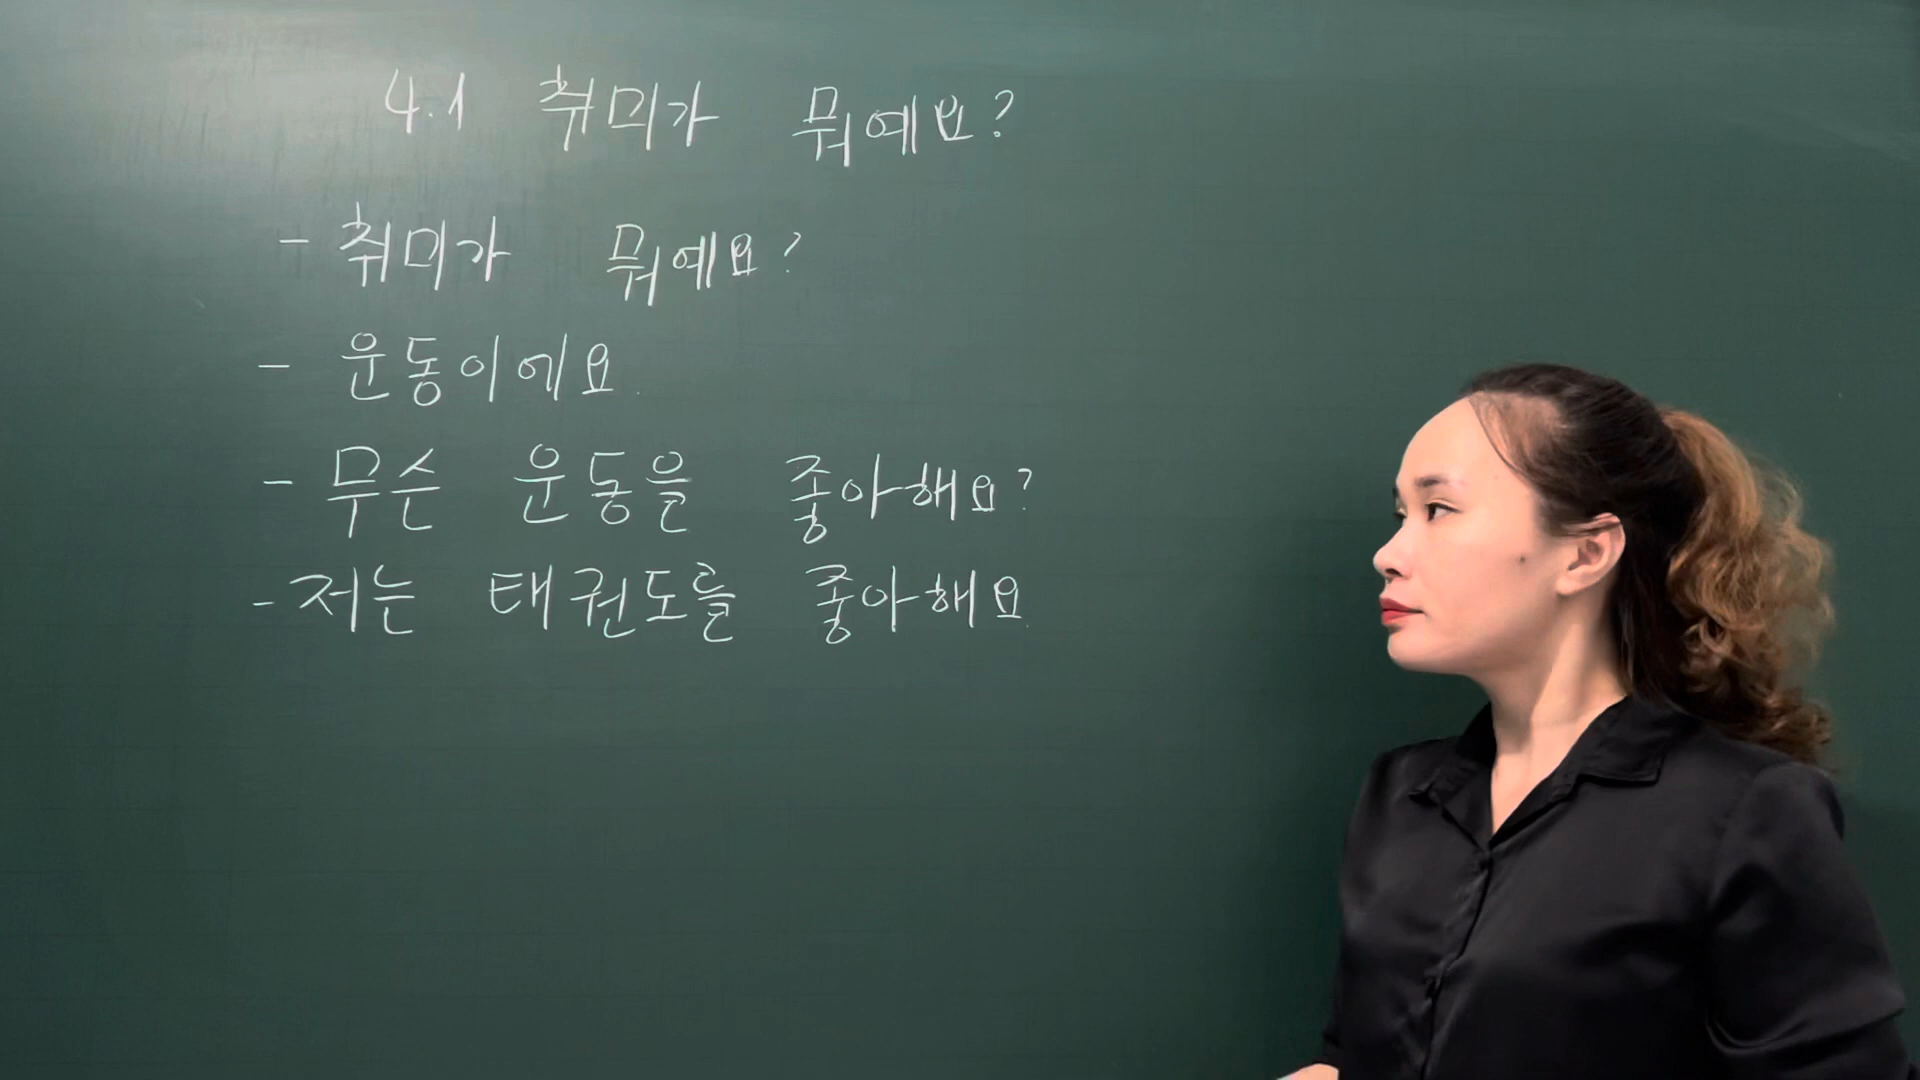 4.1 취미가 뭐예요?
- 취미가 뭐예요?
- 운동이에요.
- 무슨 운동을 좋아해요?
- 저는 태권도를 좋아해요.